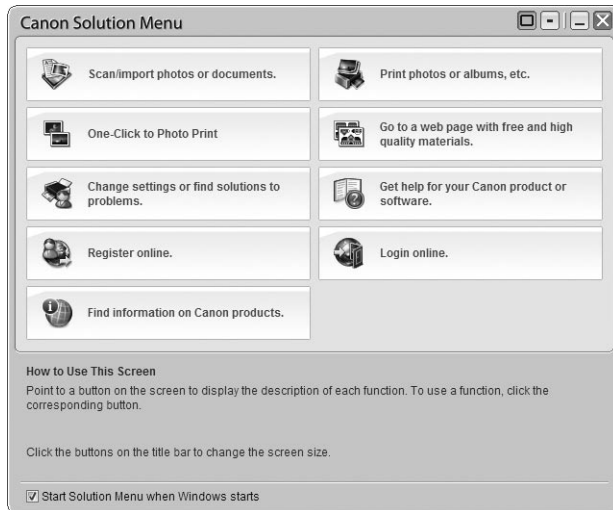 Canon Solution Menu
Scan/import photos or documents.
Print photos or albums, etc.
One-Click to Photo Print
Go to a web page with free and high
quality materials.
Change settings or find solutions to
problems.
Get help for your Canon product or
software.
Register online.
Login online.
Find information on Canon products.
How to Use This Screen
Point to a button on the screen to display the description of each function. To use a function, click the
corresponding button.
Click the buttons on the title bar to change the screen size.
Start Solution Menu when Windows starts